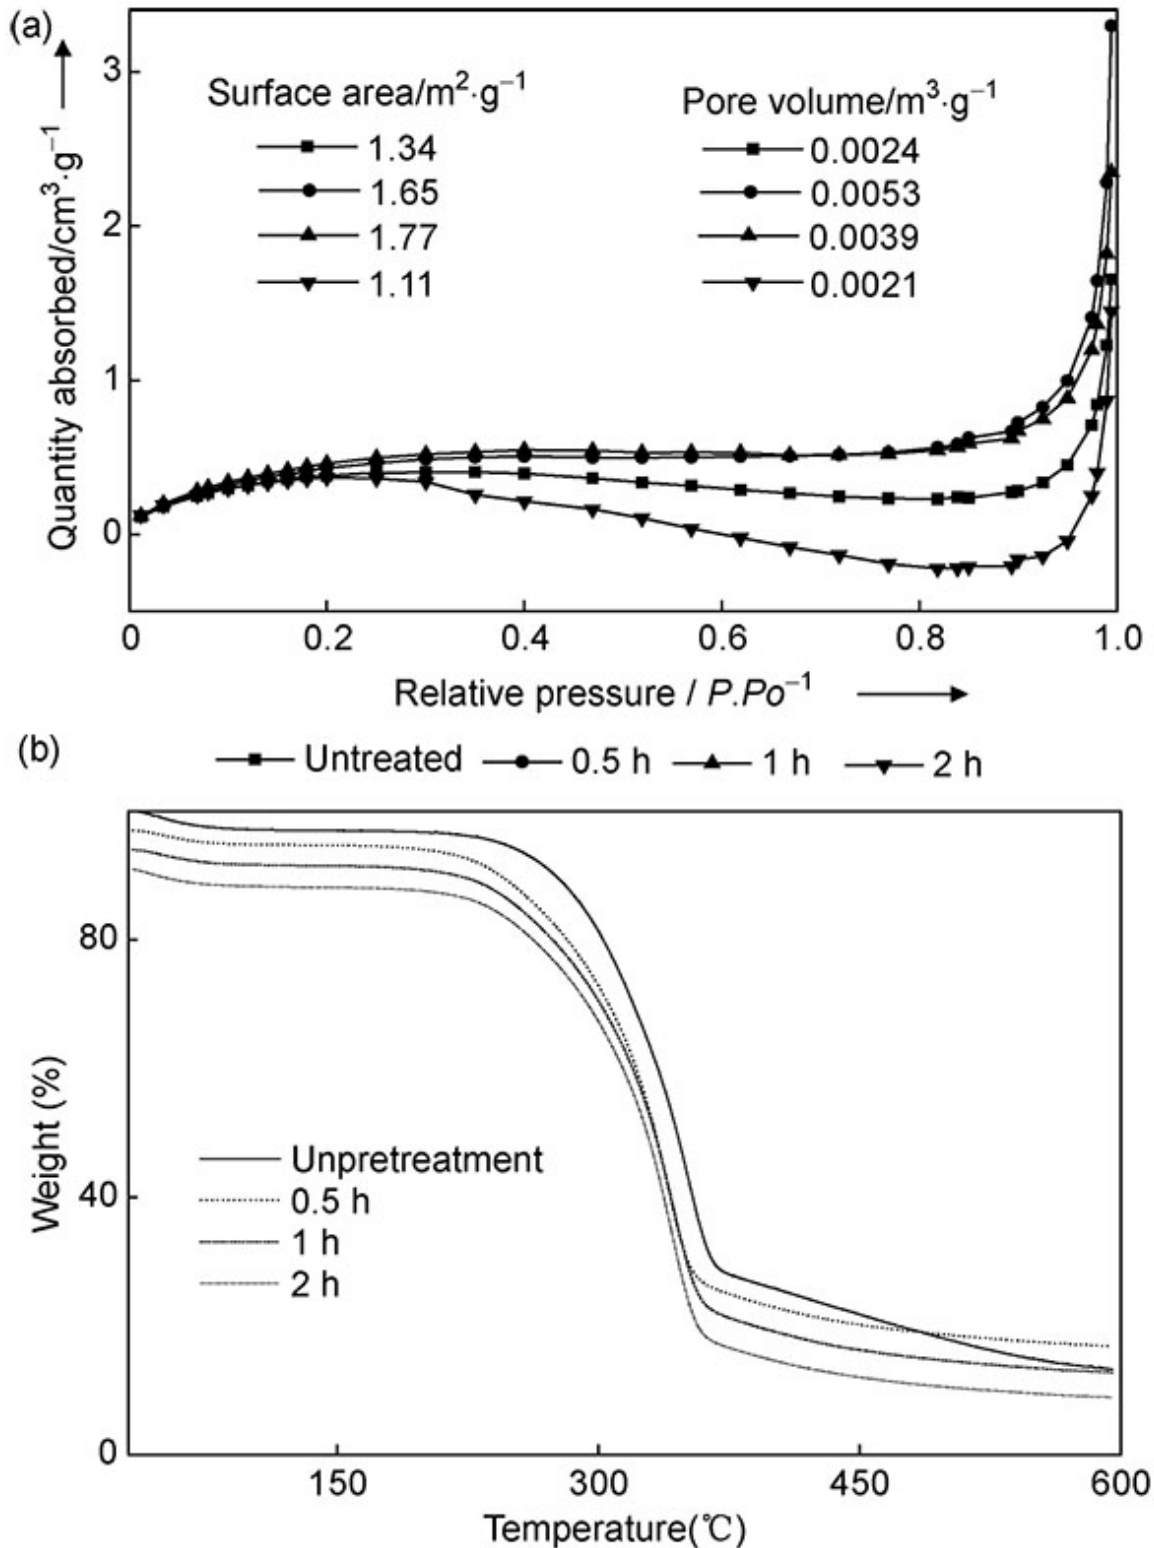 (a)
Quantity absorbed/cm³·g⁻¹
3
2
1
0
Surface area/m²·g⁻¹
1.34
1.65
1.77
1.11
Pore volume/m³·g⁻¹
0.0024
0.0053
0.0039
0.0021
0 0.2 0.4 0.6 0.8 1.0
Relative pressure / P.Po⁻¹
(b)
Untreated 0.5 h 1 h 2 h
Weight (%)
80
40
0
Unpretreatment
0.5 h
1 h
2 h
150 300 450 600
Temperature(℃)